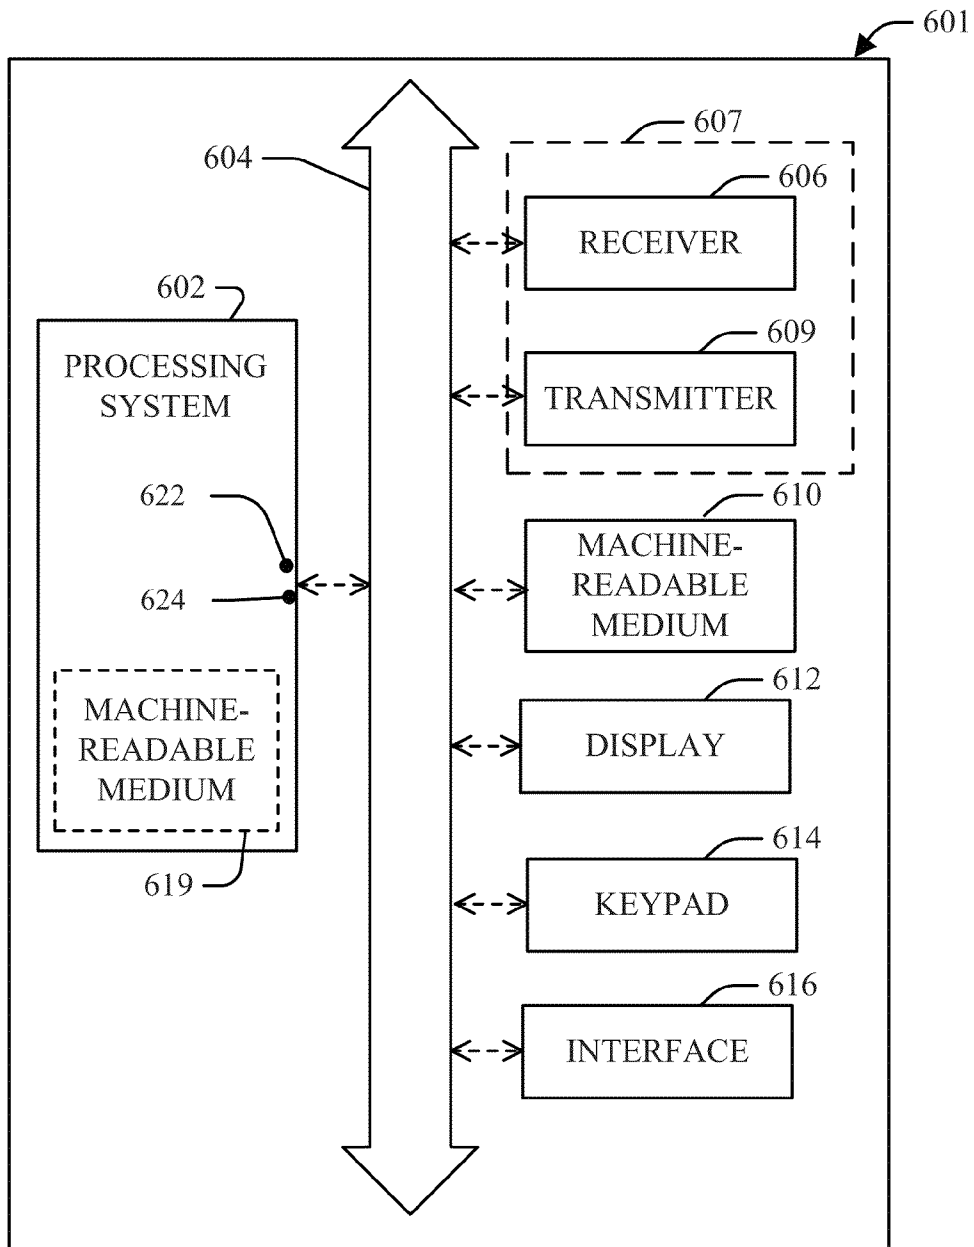 601
607
604
606
RECEIVER
602
609
PROCESSING
SYSTEM
TRANSMITTER
622
610
624
MACHINE-
READABLE
MEDIUM
612
MACHINE-
READABLE
MEDIUM
DISPLAY
614
619
KEYPAD
616
INTERFACE